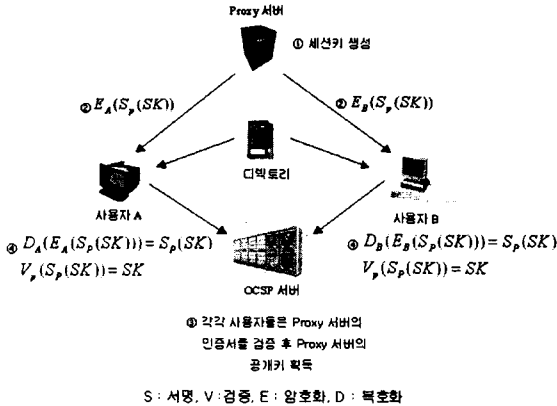 Proxy 서버
① 세션키 생성
② E_A(S_P(SK))
② E_B(S_P(SK))
디렉토리
사용자 A
사용자 B
④ D_A(E_A(S_P(SK))) = S_P(SK)
V_P(S_P(SK)) = SK
④ D_B(E_B(S_P(SK))) = S_P(SK)
V_P(S_P(SK)) = SK
OCSP 서버
③ 각각 사용자들은 Proxy 서버의
인증서를 검증 후 Proxy 서버의
공개키 획득
S : 서명, V : 검증, E : 암호화, D : 복호화